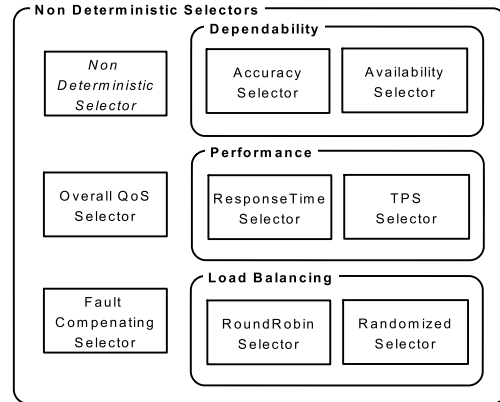 Non Deterministic Selectors
Dependability
Non
Deterministic
Selector
Accuracy
Selector
Availability
Selector
Performance
Overall QoS
Selector
ResponseTime
Selector
TPS
Selector
Load Balancing
Fault
Compenating
Selector
RoundRobin
Selector
Randomized
Selector